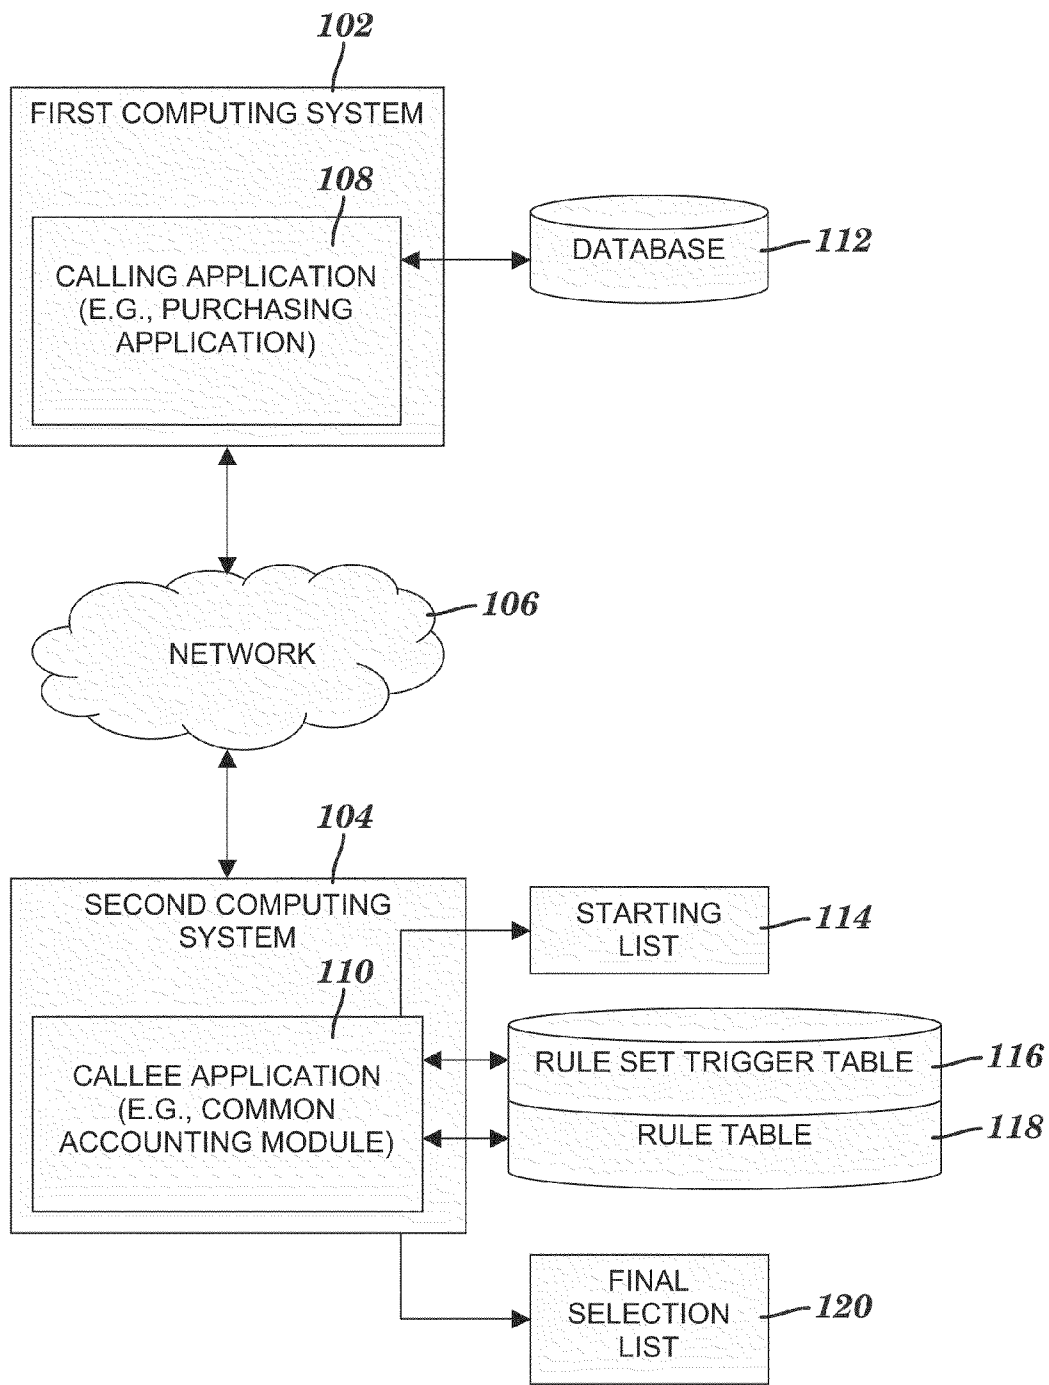 102
FIRST COMPUTING SYSTEM
108
CALLING APPLICATION
(E.G., PURCHASING
APPLICATION)
DATABASE
112
106
NETWORK
104
SECOND COMPUTING
SYSTEM
110
CALLEE APPLICATION
(E.G., COMMON
ACCOUNTING MODULE)
STARTING
LIST
114
RULE SET TRIGGER TABLE
116
RULE TABLE
118
FINAL
SELECTION
LIST
120